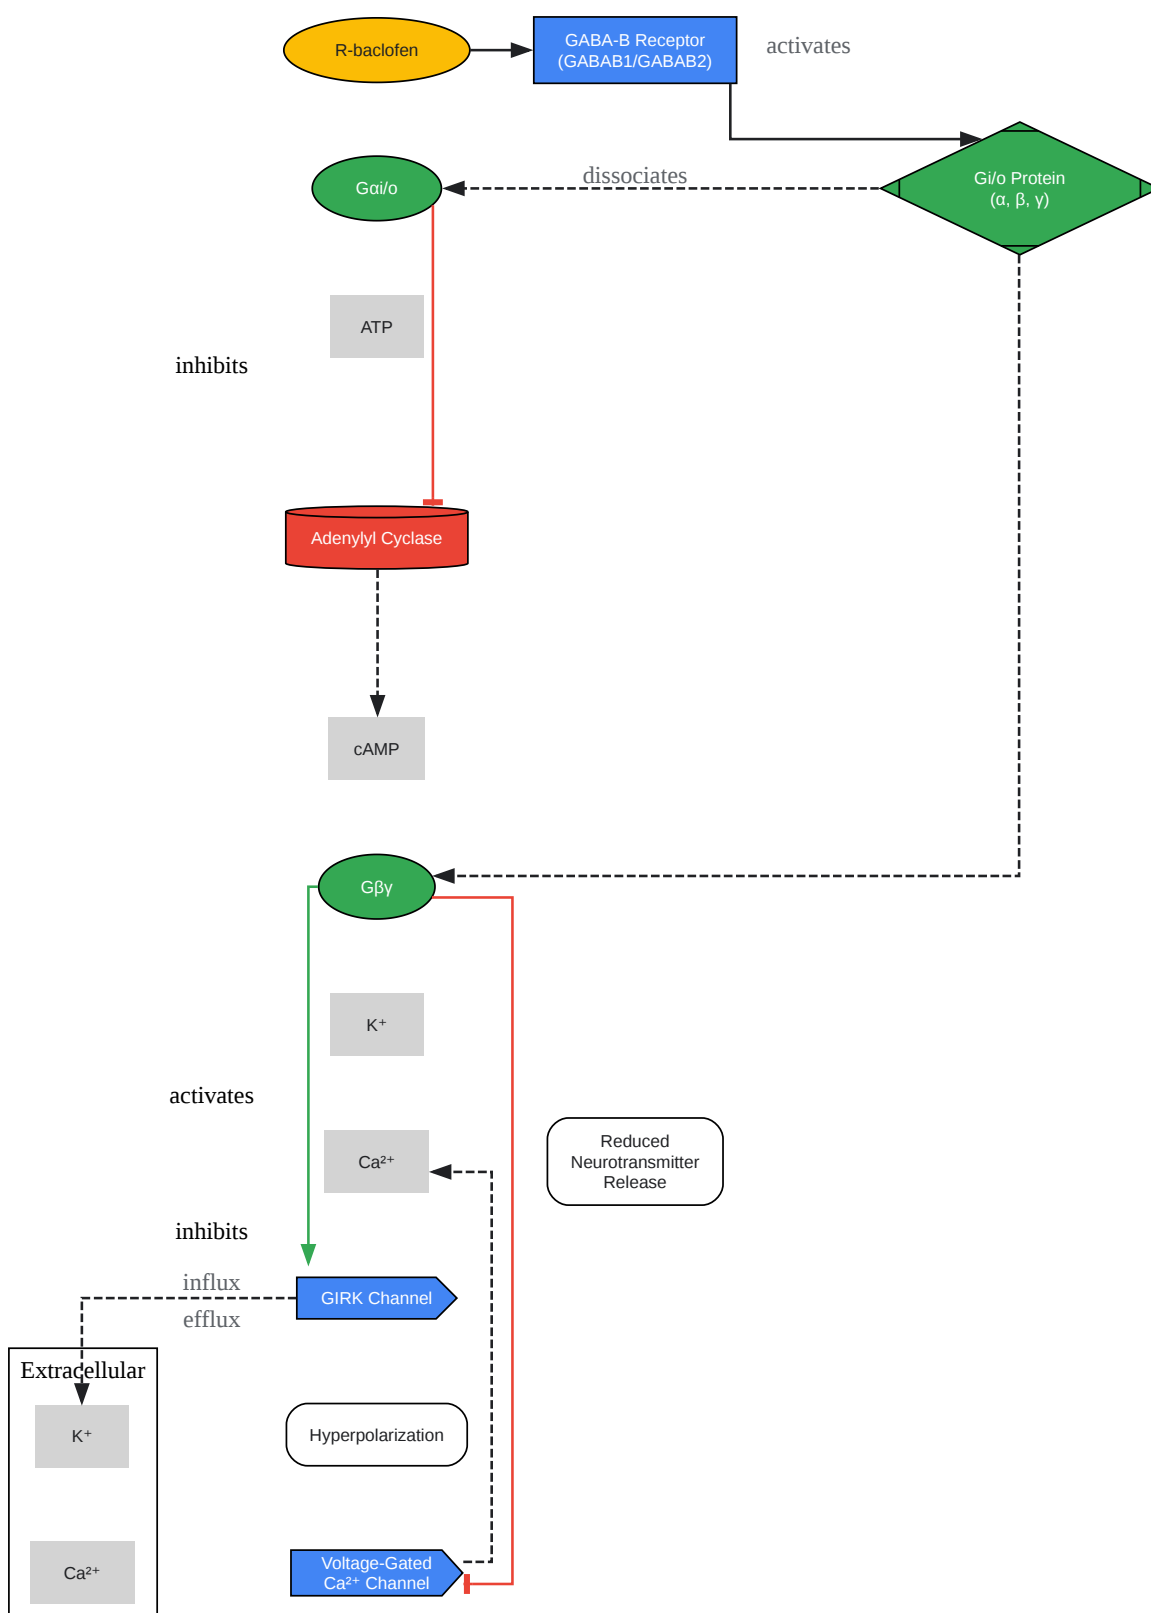 R-baclofen
GABA-B Receptor
(GABAB1/GABAB2)
activates
Gαi/o
dissociates
Gi/o Protein
(α, β, γ)
ATP
inhibits
Adenylyl Cyclase
cAMP
Gβγ
K⁺
activates
Reduced
Neurotransmitter
Release
Ca²⁺
inhibits
influx
efflux
GIRK Channel
Extracellular
K⁺
Hyperpolarization
Ca²⁺
Voltage-Gated
Ca²⁺ Channel